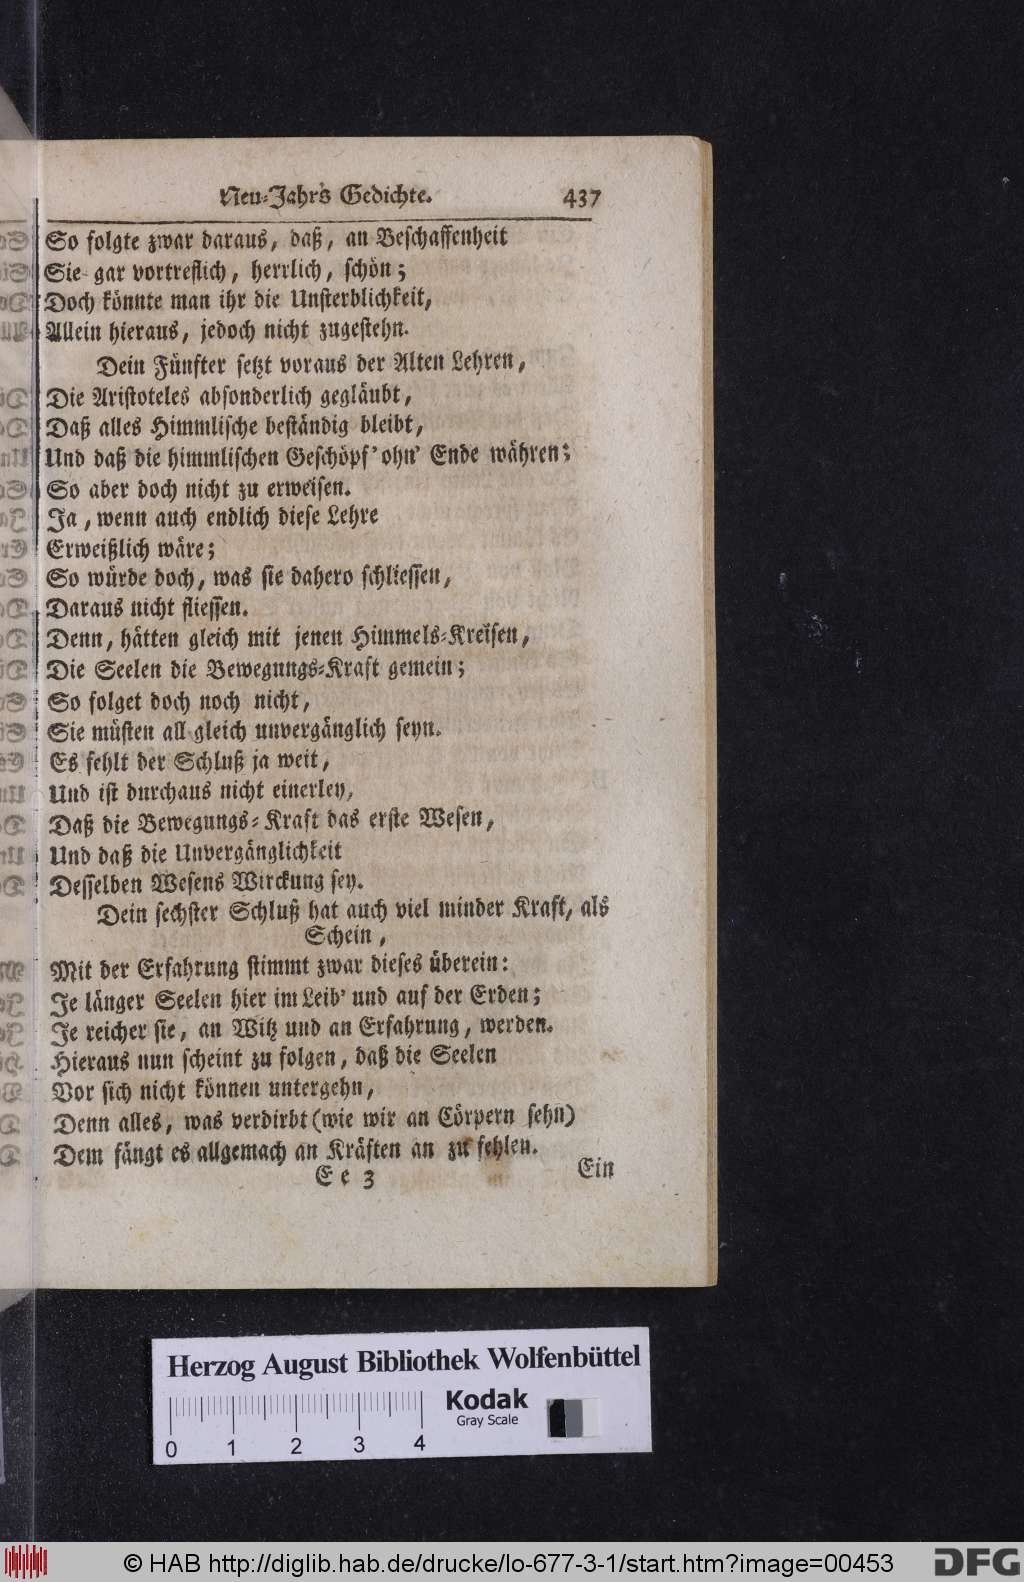 Neu-Jahrs Gedichte. 437
So folgte zwar daraus, daß, an Beschaffenheit
Sie gar vortreflich, herrlich, schön;
Doch könnte man ihr die Unsterblichkeit,
Allein hieraus, jedoch nicht zugestehn.
Dein Fünfter setzt voraus der Alten Lehren,
Die Aristoteles absonderlich gegläubt,
Daß alles Himmlische beständig bleibt,
Und daß die himmlischen Geschöpf' ohn' Ende währen;
So aber doch nicht zu erweisen.
Ja, wenn auch endlich diese Lehre
Erweißlich wäre;
So würde doch, was sie dahero schliessen,
Daraus nicht fliessen.
Denn, hätten gleich mit jenen Himmels-Kreisen,
Die Seelen die Bewegungs-Kraft gemein;
So folget doch noch nicht,
Sie müsten all gleich unvergänglich seyn.
Es fehlt der Schluß ja weit,
Und ist durchaus nicht einerley,
Daß die Bewegungs-Kraft das erste Wesen,
Und daß die Unvergänglichkeit
Desselben Wesens Wirckung sey.
Dein sechster Schluß hat auch viel minder Kraft, als
Schein,
Mit der Erfahrung stimmt zwar dieses überein:
Je länger Seelen hier im Leib' und auf der Erden;
Je reicher sie, an Witz und an Erfahrung, werden.
Hieraus nun scheint zu folgen, daß die Seelen
Vor sich nicht können untergehn,
Denn alles, was verdirbt (wie wir an Cörpern sehn)
Dem fängt es allgemach an Kräften an zu fehlen.
Ee 3 Ein
Herzog August Bibliothek Wolfenbüttel
Kodak
Gray Scale
0 1 2 3 4
© HAB http://diglib.hab.de/drucke/lo-677-3-1/start.htm?image=00453
DFG